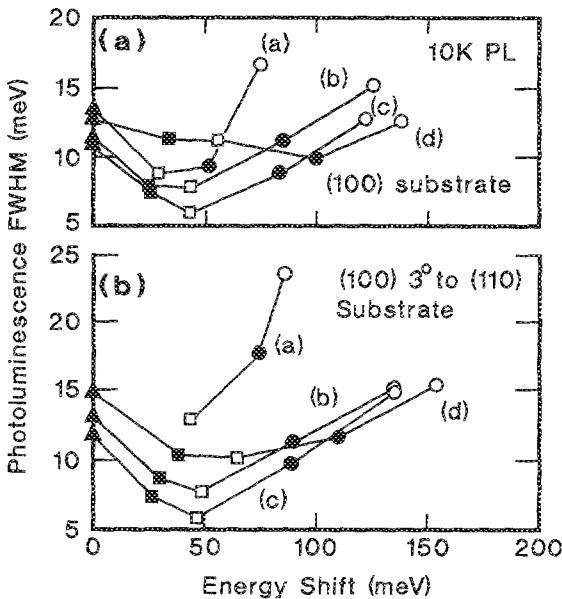 20
(a)
(a)
10K PL
15
(b)
(c)
10
(d)
(100) substrate
5
Photoluminescence FWHM (meV)
25
(b)
(100) 3° to (110)
Substrate
20
(a)
15
(b)
(d)
10
(c)
5
0
50
100
150
200
Energy Shift (meV)